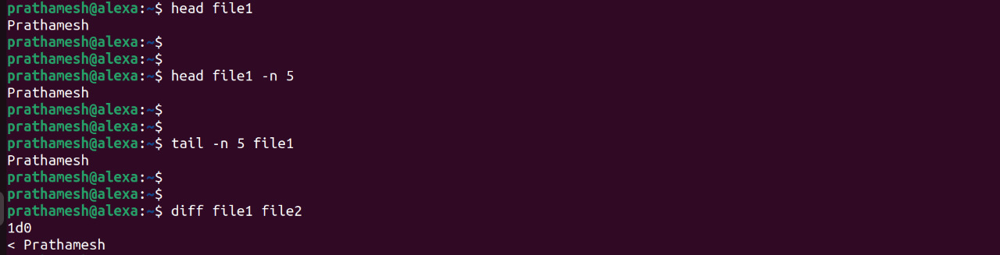 prathamesh@alexa:~$ head file1
Prathamesh
prathamesh@alexa:~$
prathamesh@alexa:~$
prathamesh@alexa:~$ head file1 -n 5
Prathamesh
prathamesh@alexa:~$
prathamesh@alexa:~$
prathamesh@alexa:~$ tail -n 5 file1
Prathamesh
prathamesh@alexa:~$
prathamesh@alexa:~$
prathamesh@alexa:~$ diff file1 file2
1d0
< Prathamesh